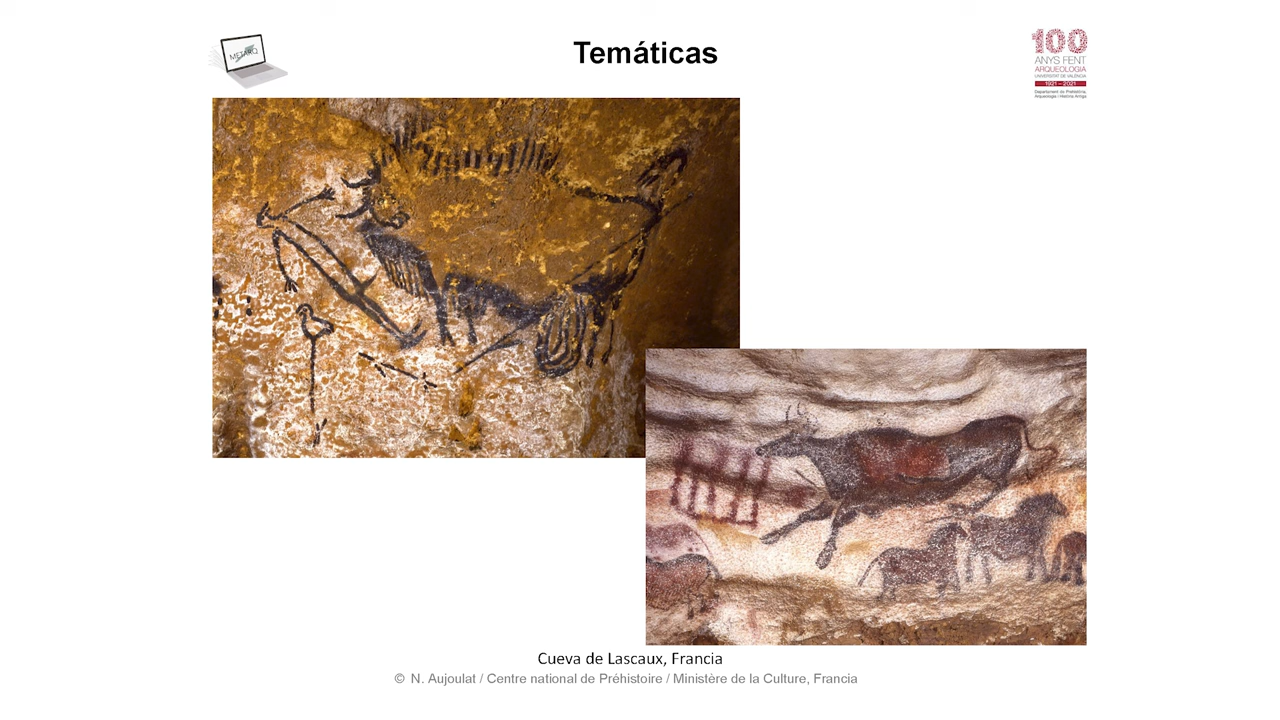 METARQ
Temáticas
100
ANYS FENT
ARQUEOLOGIA
UNIVERSITAT DE VALÈNCIA
1921 – 2021
Departament de Prehistòria,
Arqueologia i Història Antiga
Cueva de Lascaux, Francia
© N. Aujoulat / Centre national de Préhistoire / Ministère de la Culture, Francia